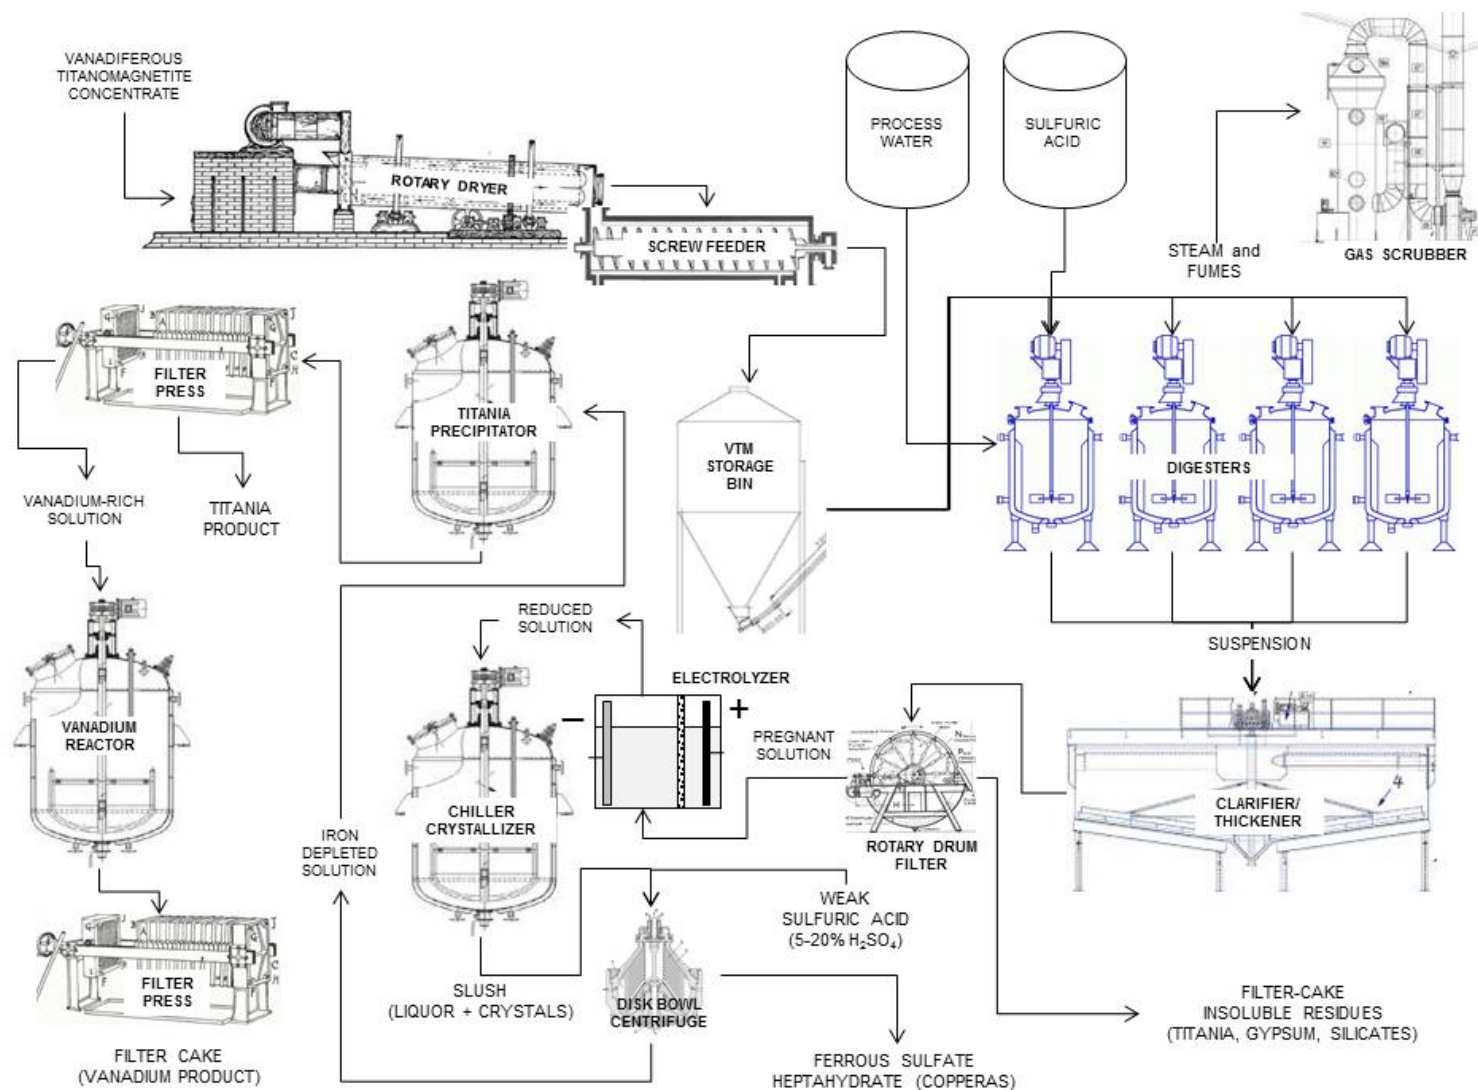 VANADIFEROUS
TITANOMAGNETITE
CONCENTRATE
ROTARY DRYER
SCREW FEEDER
PROCESS
WATER
SULFURIC
ACID
STEAM and
FUMES
GAS SCRUBBER
FILTER
PRESS
TITANIA
PRECIPITATOR
VTM
STORAGE
BIN
DIGESTERS
VANADIUM-RICH
SOLUTION
TITANIA
PRODUCT
REDUCED
SOLUTION
SUSPENSION
ELECTROLYZER
−
+
VANADIUM
REACTOR
PREGNANT
SOLUTION
CHILLER
CRYSTALLIZER
CLARIFIER/
THICKENER
4
IRON
DEPLETED
SOLUTION
ROTARY DRUM
FILTER
WEAK
SULFURIC ACID
(5-20% H₂SO₄)
FILTER
PRESS
SLUSH
(LIQUOR + CRYSTALS)
DISK BOWL
CENTRIFUGE
FILTER-CAKE
INSOLUBLE RESIDUES
(TITANIA, GYPSUM, SILICATES)
FILTER CAKE
(VANADIUM PRODUCT)
FERROUS SULFATE
HEPTAHYDRATE (COPPERAS)